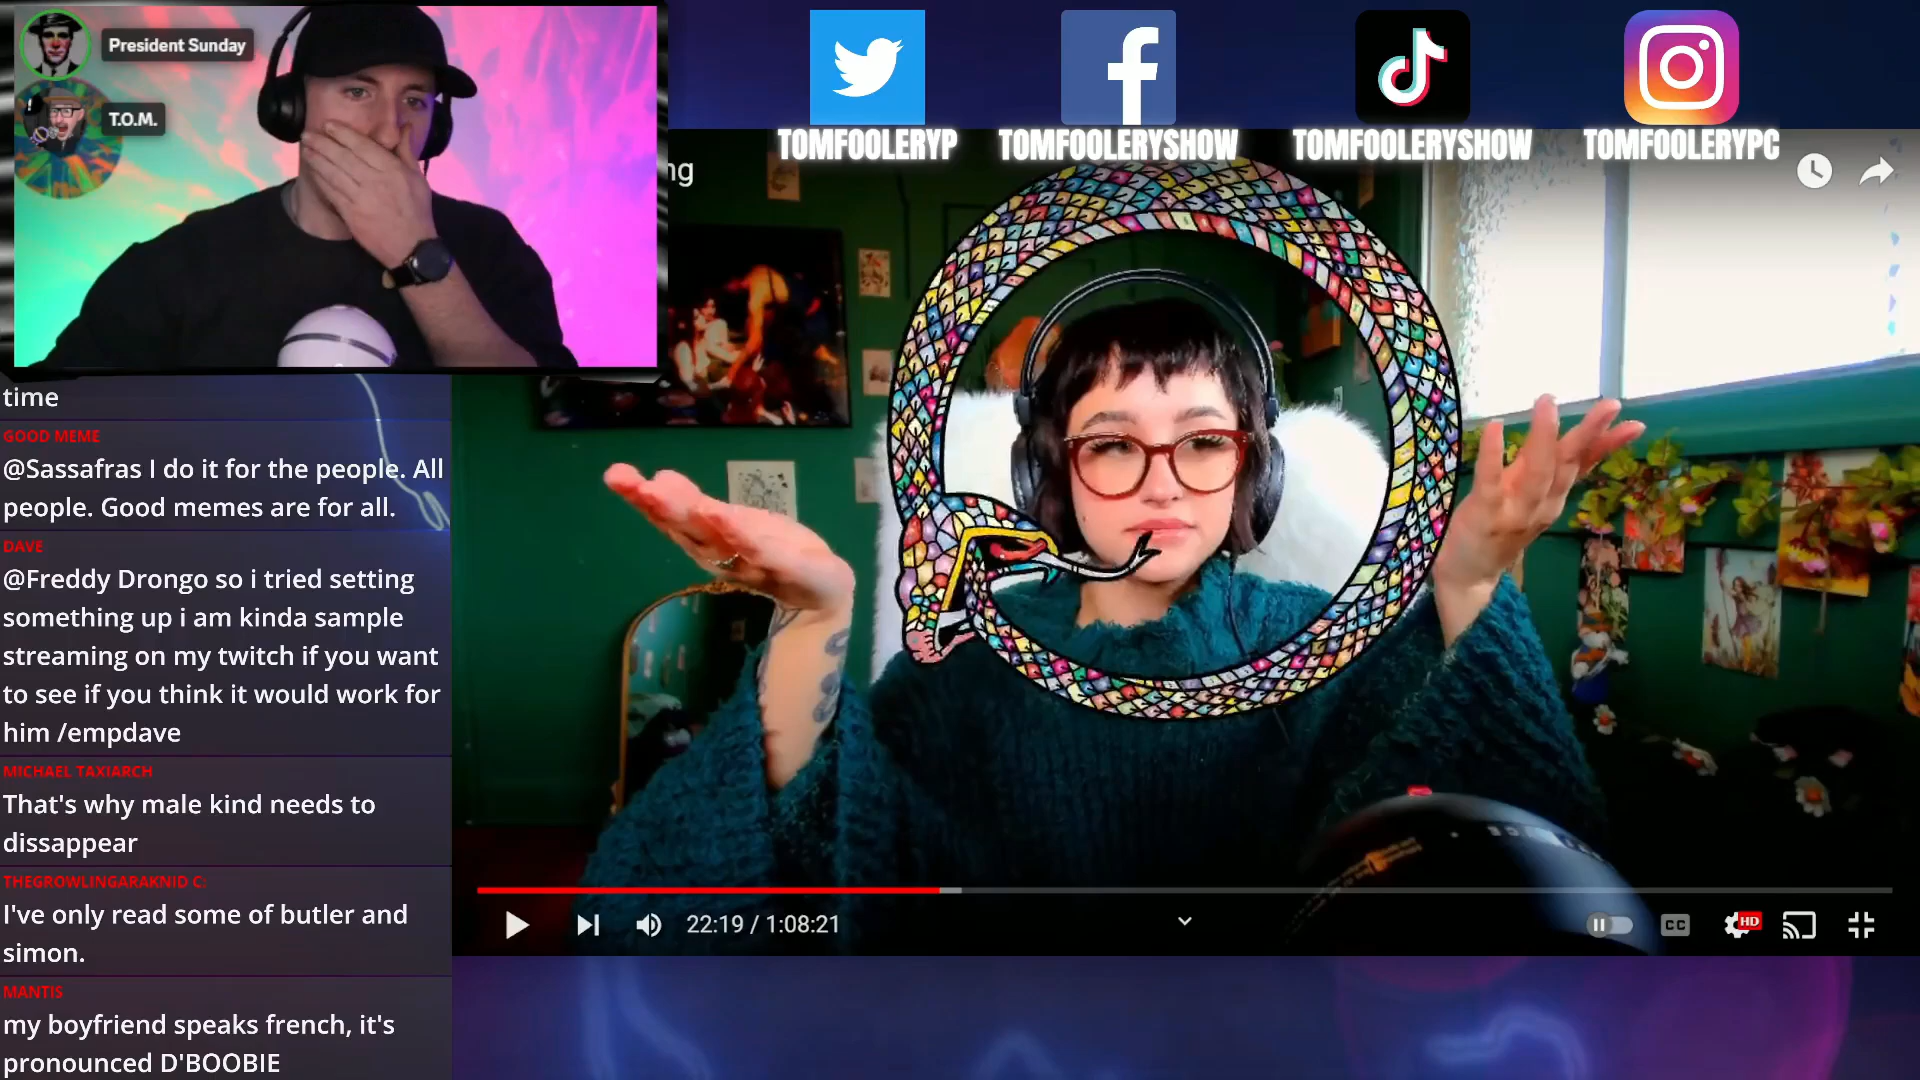 President Sunday
T.O.M.
TOMFOOLERYP
TOMFOOLERYSHOW
TOMFOOLERYSHOW
TOMFOOLERYPC
ng
time
GOOD MEME
@Sassafras I do it for the people. All
people. Good memes are for all.
DAVE
@Freddy Drongo so i tried setting
something up i am kinda sample
streaming on my twitch if you want
to see if you think it would work for
him /empdave
MICHAEL TAXIARCH
That's why male kind needs to
dissappear
THEGROWLINGARAKNID C:
I've only read some of butler and
simon.
MANTIS
my boyfriend speaks french, it's
pronounced D'BOOBIE
22:19 / 1:08:21
CC
HD